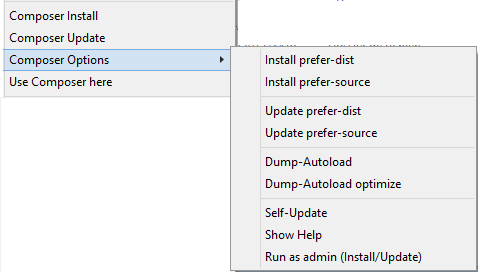 Composer Install
Composer Update
Composer Options
Use Composer here
Install prefer-dist
Install prefer-source
Update prefer-dist
Update prefer-source
Dump-Autoload
Dump-Autoload optimize
Self-Update
Show Help
Run as admin (Install/Update)